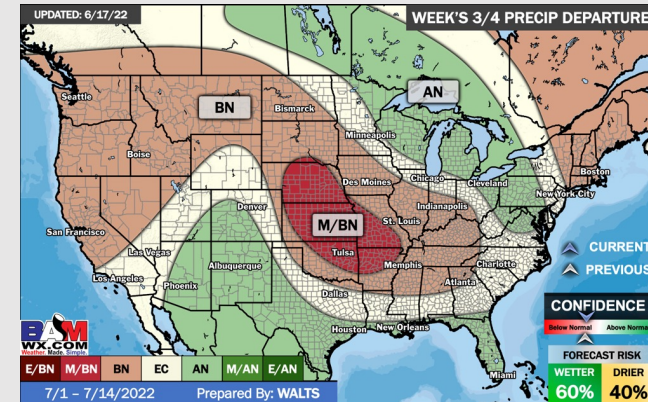 UPDATED: 6/17/22
WEEK'S 3/4 PRECIP DEPARTURE
AN
BN
Seattle
Bismarck
Minneapolis
Boise
Boston
Des Moines
Chicago
Cleveland
New York City
Denver
Indianapolis
M/BN
St. Louis
San Francisco
Las Vegas
Tulsa
CURRENT
Albuquerque
Memphis
Charlotte
PREVIOUS
Los Angeles
Phoenix
Atlanta
Dallas
CONFIDENCE
Houston
New Orleans
Below Normal Above Norma
BAM
WX.COM
Weather. Made. Simple.
FORECAST RISK
E/BN M/BN BN EC AN M/AN E/AN
Miami
WETTER DRIER
60% 40%
7/1 – 7/14/2022 Prepared By: WALTS